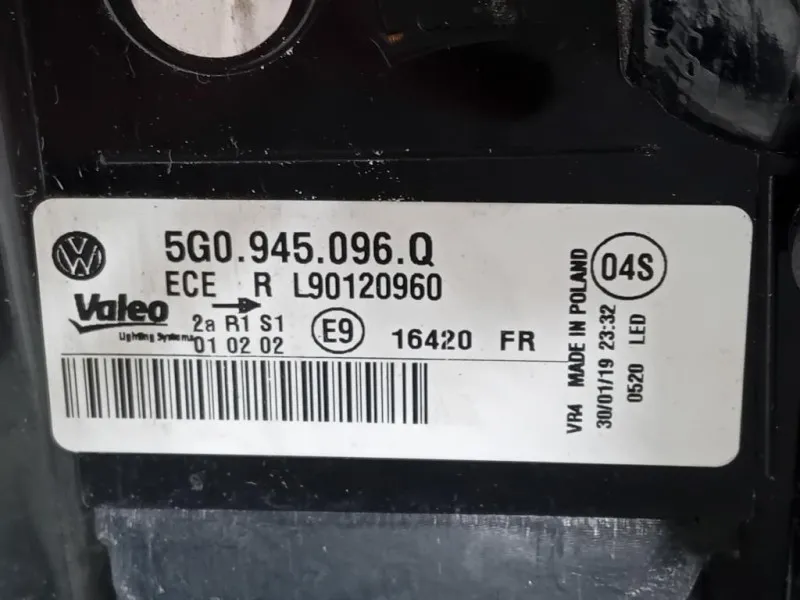 5G0.945.096.Q
ECE R L90120960
Valeo
Lighting Systems
2a R1 S1
01 02 02
E9
16420 FR
VR4 MADE IN POLAND
30/01/19 23:32
0520 LED
04S
VW